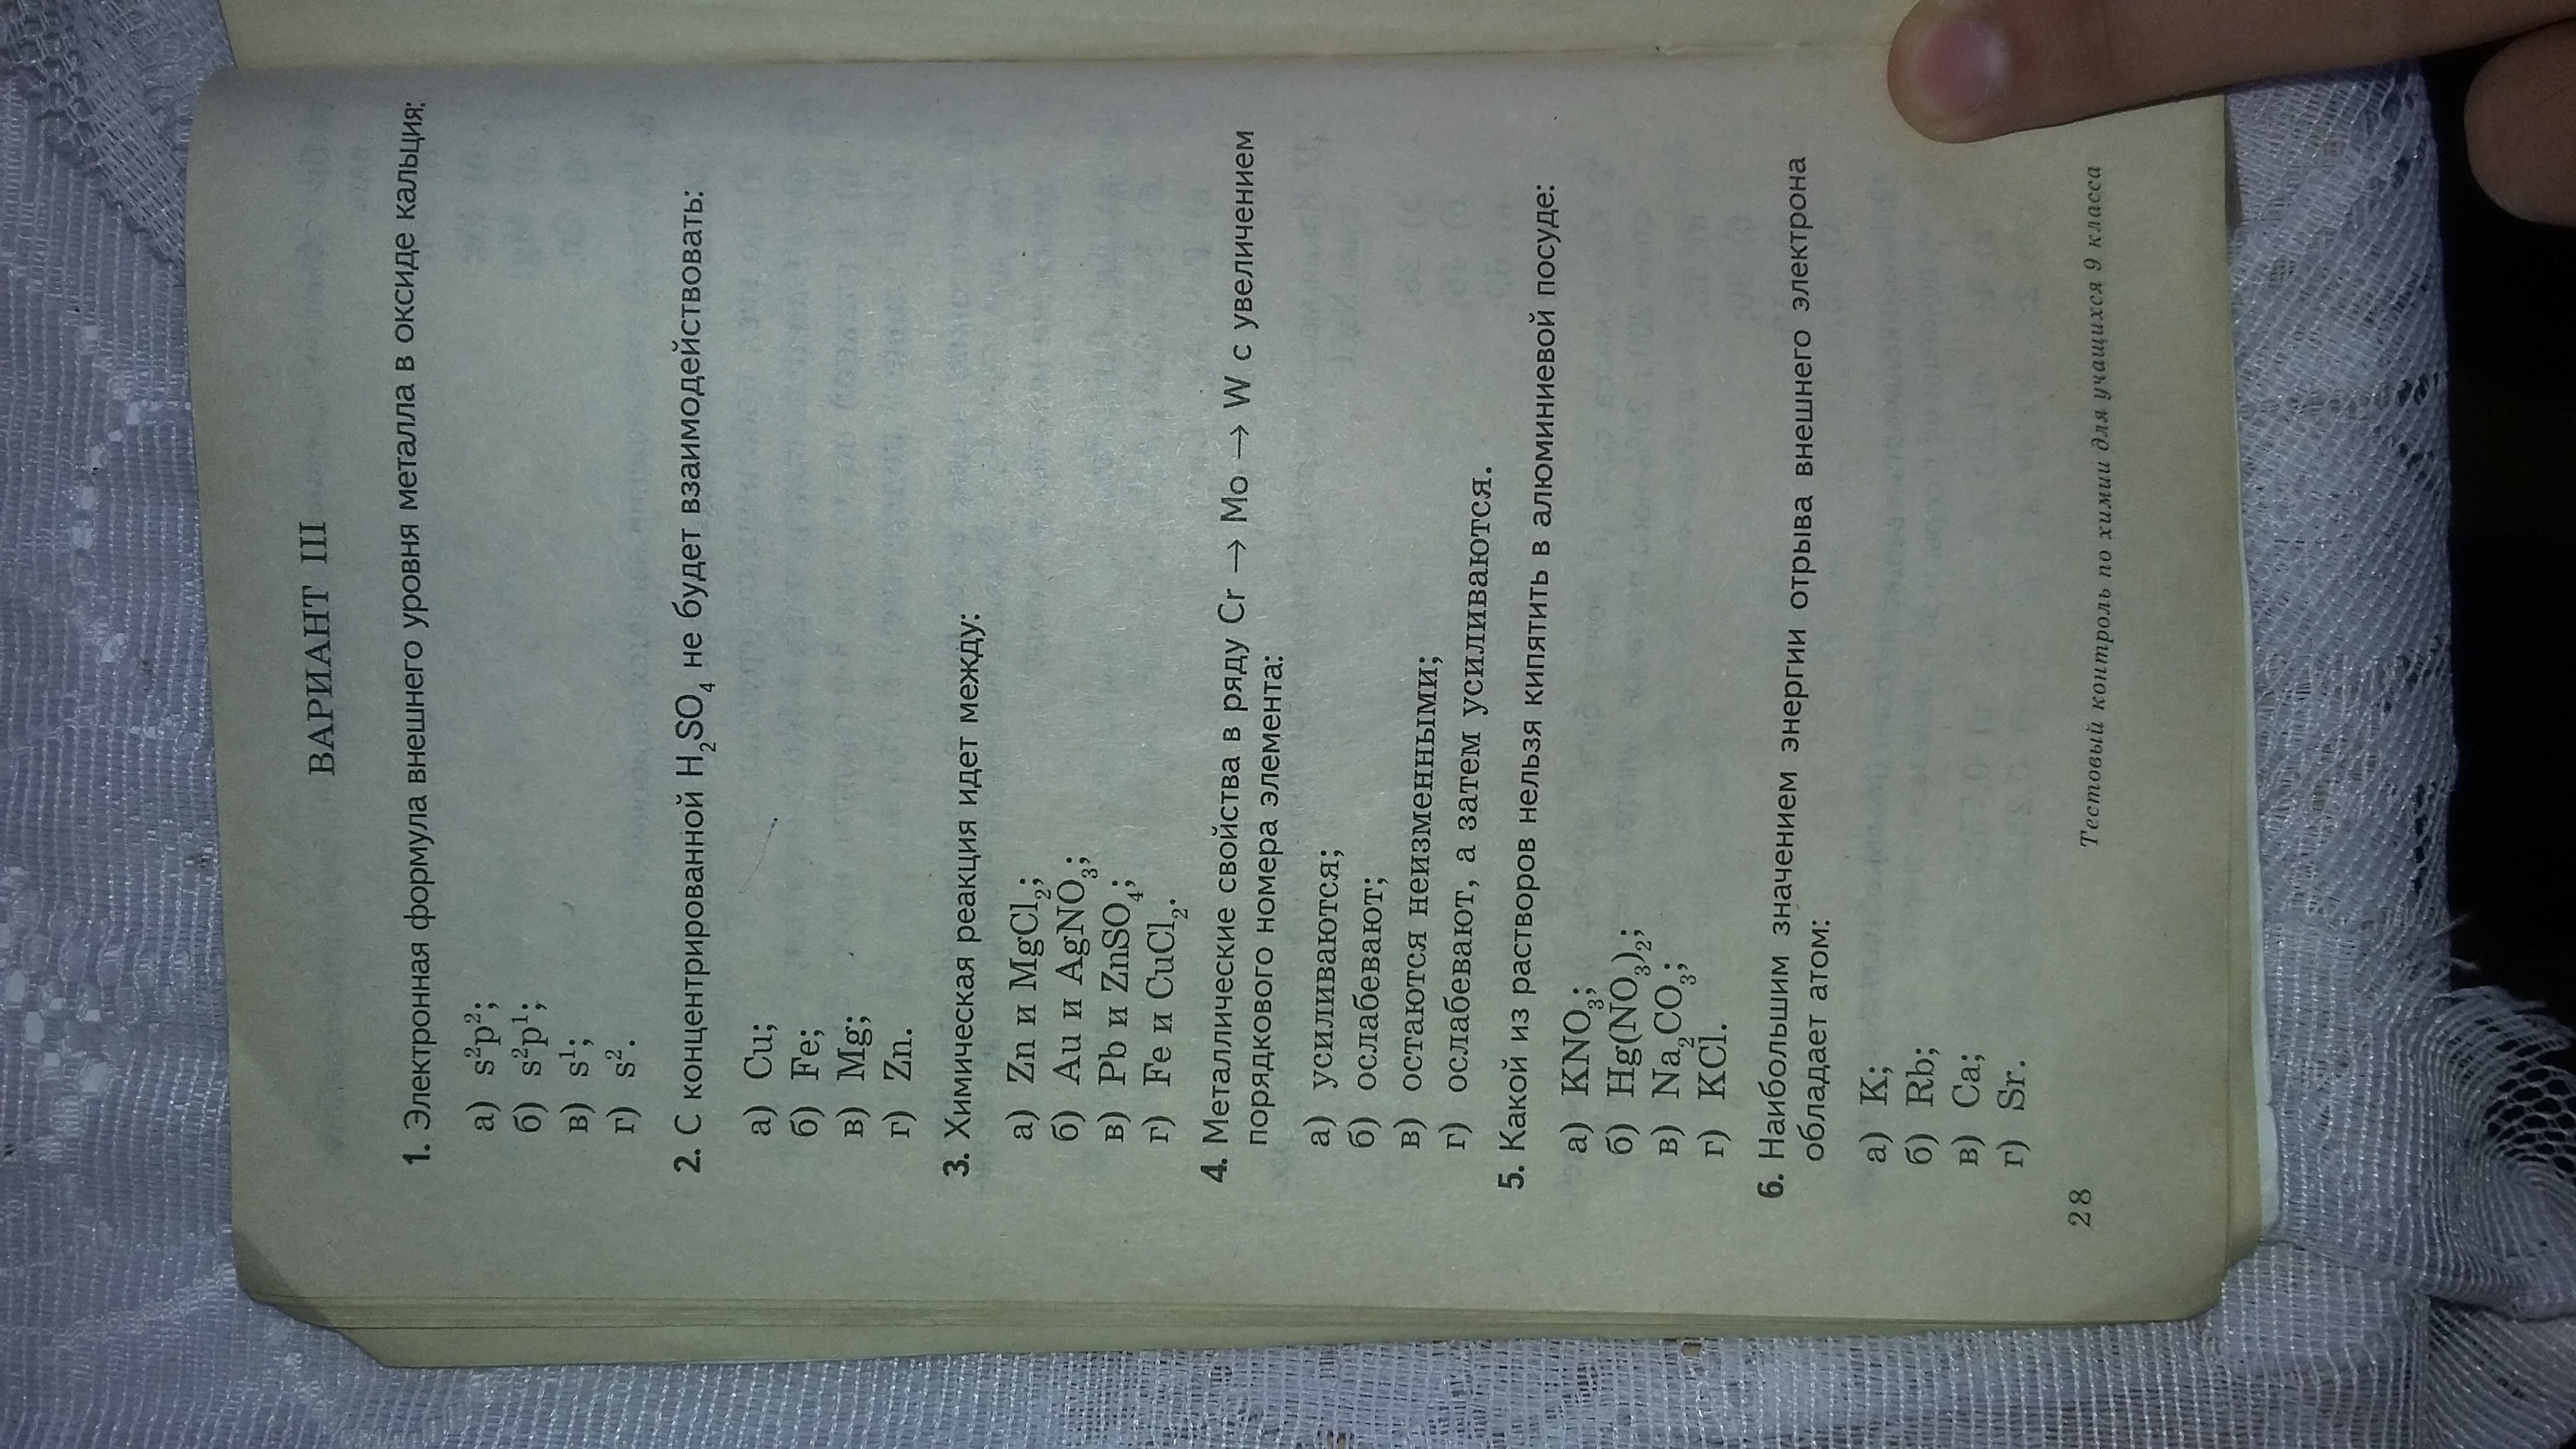 ВАРИАНТ III
1. Электронная формула внешнего уровня металла в оксиде кальция:
а) s²p²;
б) s²p¹;
в) s¹;
г) s².
2. С концентрированной H₂SO₄ не будет взаимодействовать:
а) Cu;
б) Fe;
в) Mg;
г) Zn.
3. Химическая реакция идет между:
а) Zn и MgCl₂;
б) Au и AgNO₃;
в) Pb и ZnSO₄;
г) Fe и CuCl₂.
4. Металлические свойства в ряду Cr → Mo → W с увеличением
порядкового номера элемента:
а) усиливаются;
б) ослабевают;
в) остаются неизменными;
г) ослабевают, а затем усиливаются.
5. Какой из растворов нельзя кипятить в алюминиевой посуде:
а) KNO₃;
б) Hg(NO₃)₂;
в) Na₂CO₃;
г) KCl.
6. Наибольшим значением энергии отрыва внешнего электрона
обладает атом:
а) K;
б) Rb;
в) Ca;
г) Sr.
28 Тестовый контроль по химии для учащихся 9 класса